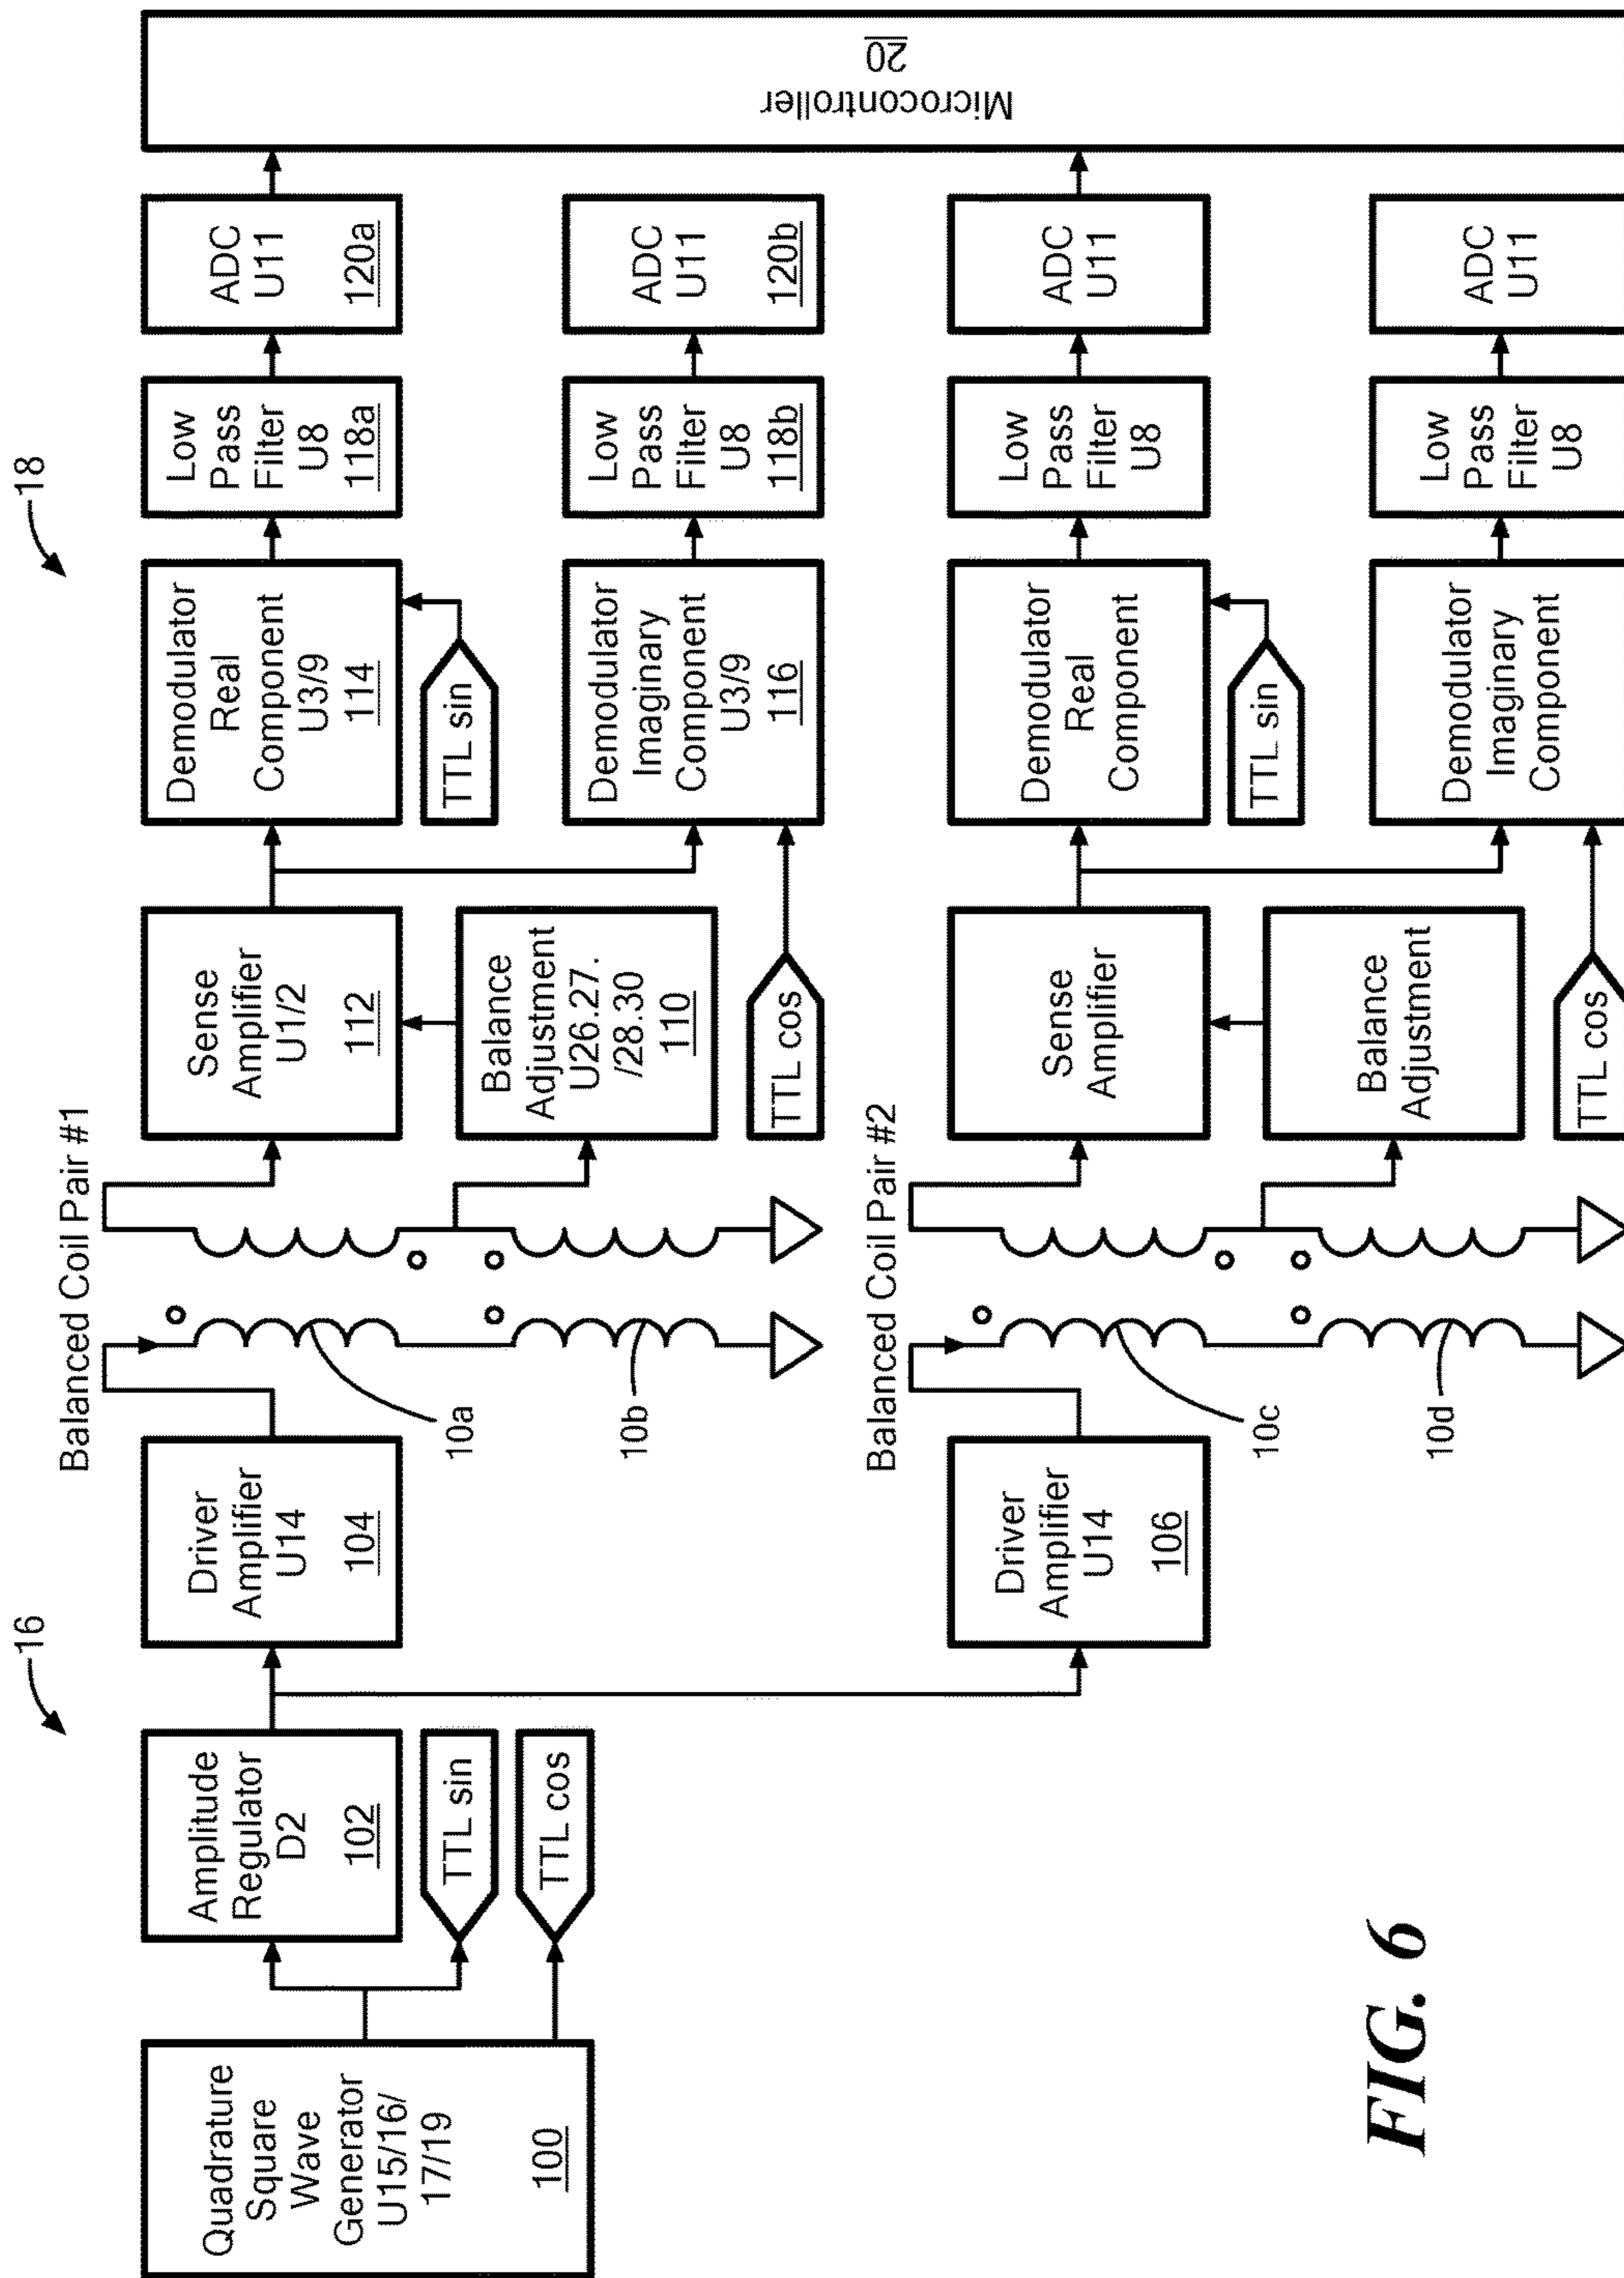 16
18
Quadrature
Square
Wave
Generator
U15/16/
17/19
100
Amplitude
Regulator
D2
102
TTL sin
TTL cos
Driver
Amplifier
U14
104
Balanced Coil Pair #1
10a
10b
Sense
Amplifier
U1/2
112
Balance
Adjustment
U26.27.
/28.30
110
TTL cos
Demodulator
Real
Component
U3/9
114
TTL sin
Demodulator
Imaginary
Component
U3/9
116
Low
Pass
Filter
U8
118a
Low
Pass
Filter
U8
118b
ADC
U11
120a
ADC
U11
120b
Microcontroller
20
Driver
Amplifier
U14
106
Balanced Coil Pair #2
10c
10d
Sense
Amplifier
Balance
Adjustment
TTL cos
Demodulator
Real
Component
TTL sin
Demodulator
Imaginary
Component
Low
Pass
Filter
U8
Low
Pass
Filter
U8
ADC
U11
ADC
U11
FIG. 6